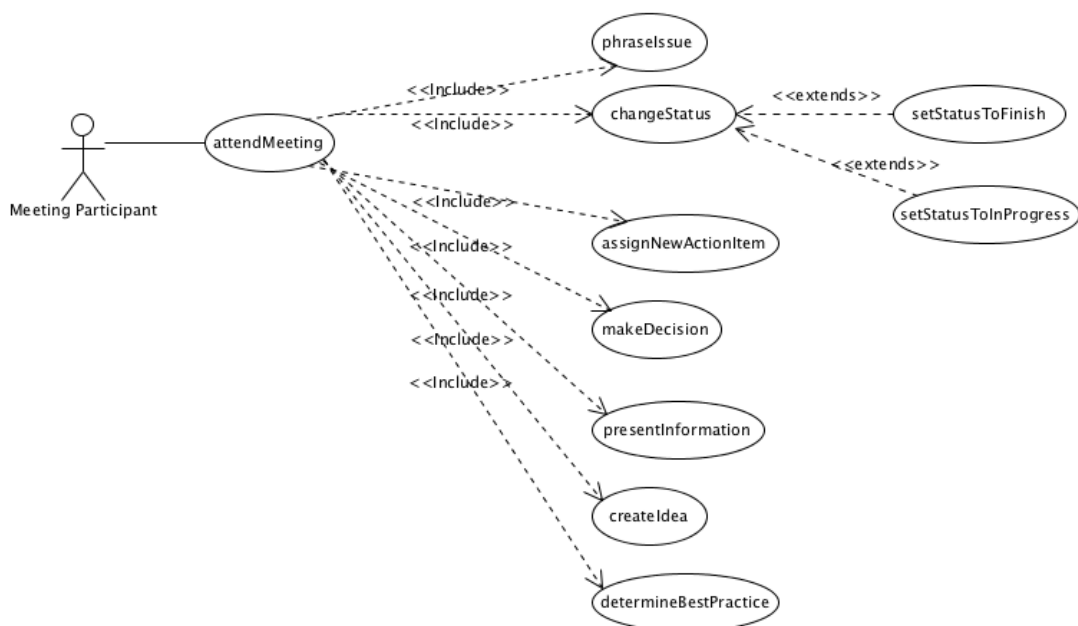 phraseIssue
<<Include>>
<<extends>>
changeStatus
setStatusToFinish
<<Include>>
attendMeeting
<<extends>>
<<Include>>
Meeting Participant
setStatusToInProgress
assignNewActionItem
<<Include>>
<<Include>>
makeDecision
<<Include>>
<<Include>>
presentInformation
createIdea
determineBestPractice